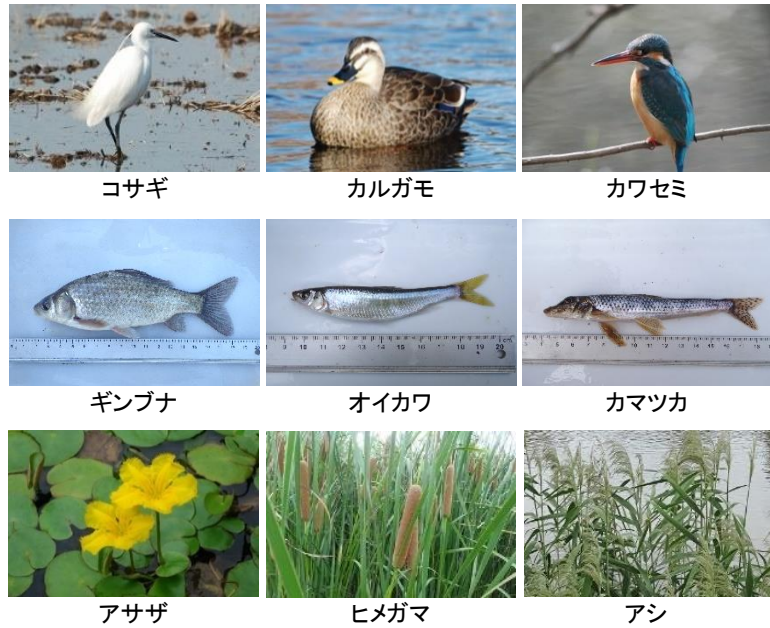 コサギ
カルガモ
カワセミ
ギンブナ
オイカワ
カマツカ
アサザ
ヒメガマ
アシ